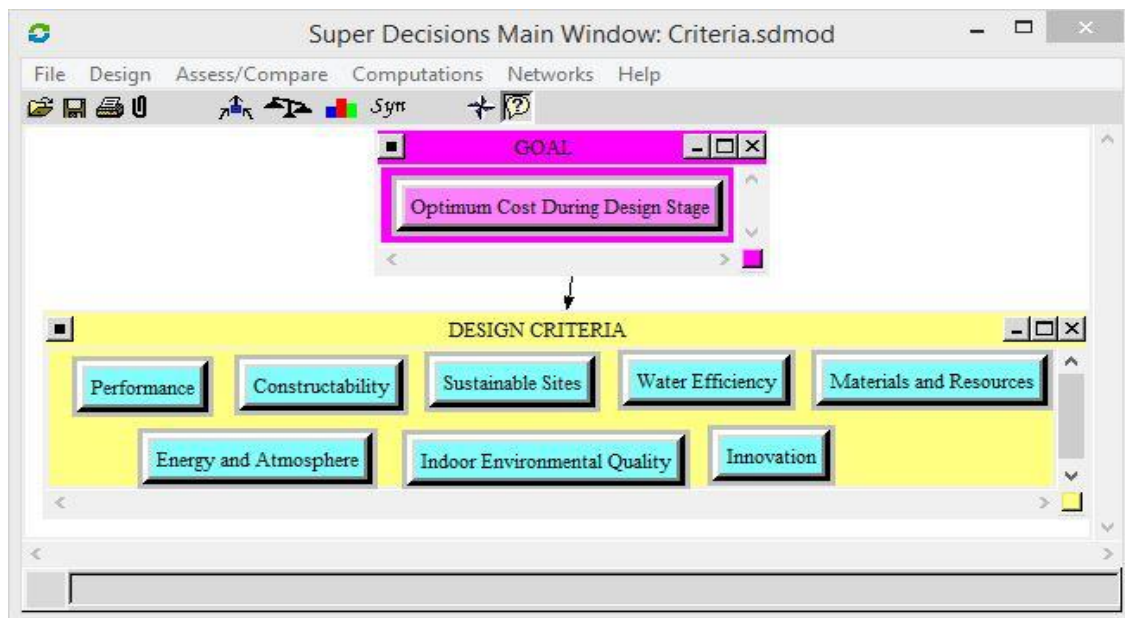 Super Decisions Main Window: Criteria.sdmod
File Design Assess/Compare Computations Networks Help
Syn
GOAL
Optimum Cost During Design Stage
DESIGN CRITERIA
Performance Constructability Sustainable Sites Water Efficiency Materials and Resources
Energy and Atmosphere Indoor Environmental Quality Innovation